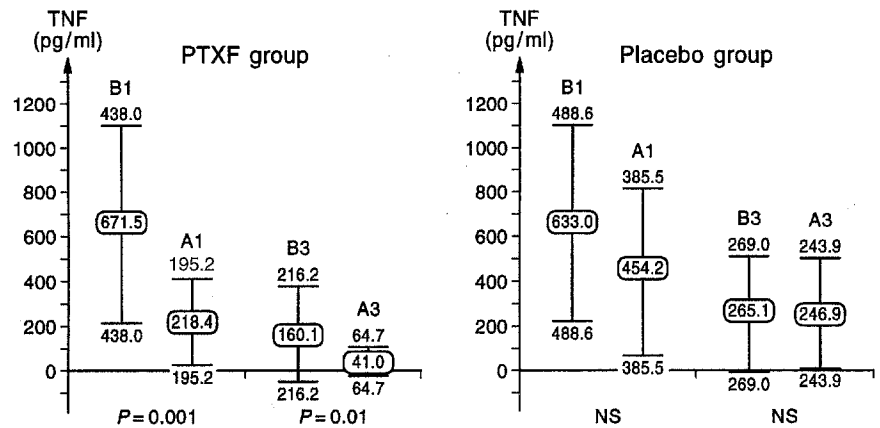 TNF
(pg/ml)
PTXF group
1200
1000
800
600
400
200
0
B1
438.0
671.5
438.0
A1
195.2
218.4
195.2
B3
216.2
160.1
216.2
A3
64.7
41.0
64.7
P = 0.001
P = 0.01
TNF
(pg/ml)
Placebo group
1200
1000
800
600
400
200
0
B1
488.6
633.0
488.6
A1
385.5
454.2
385.5
B3
269.0
265.1
269.0
A3
243.9
246.9
243.9
NS
NS